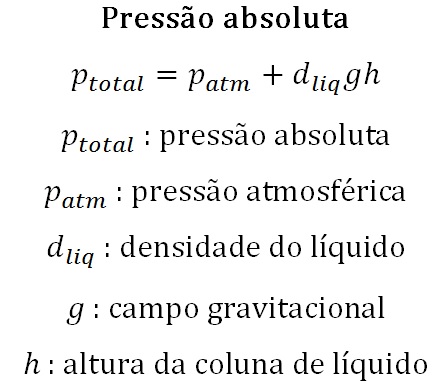 Pressão absoluta
p_total = p_atm + d_liq gh
p_total : pressão absoluta
p_atm : pressão atmosférica
d_liq : densidade do líquido
g : campo gravitacional
h : altura da coluna de líquido